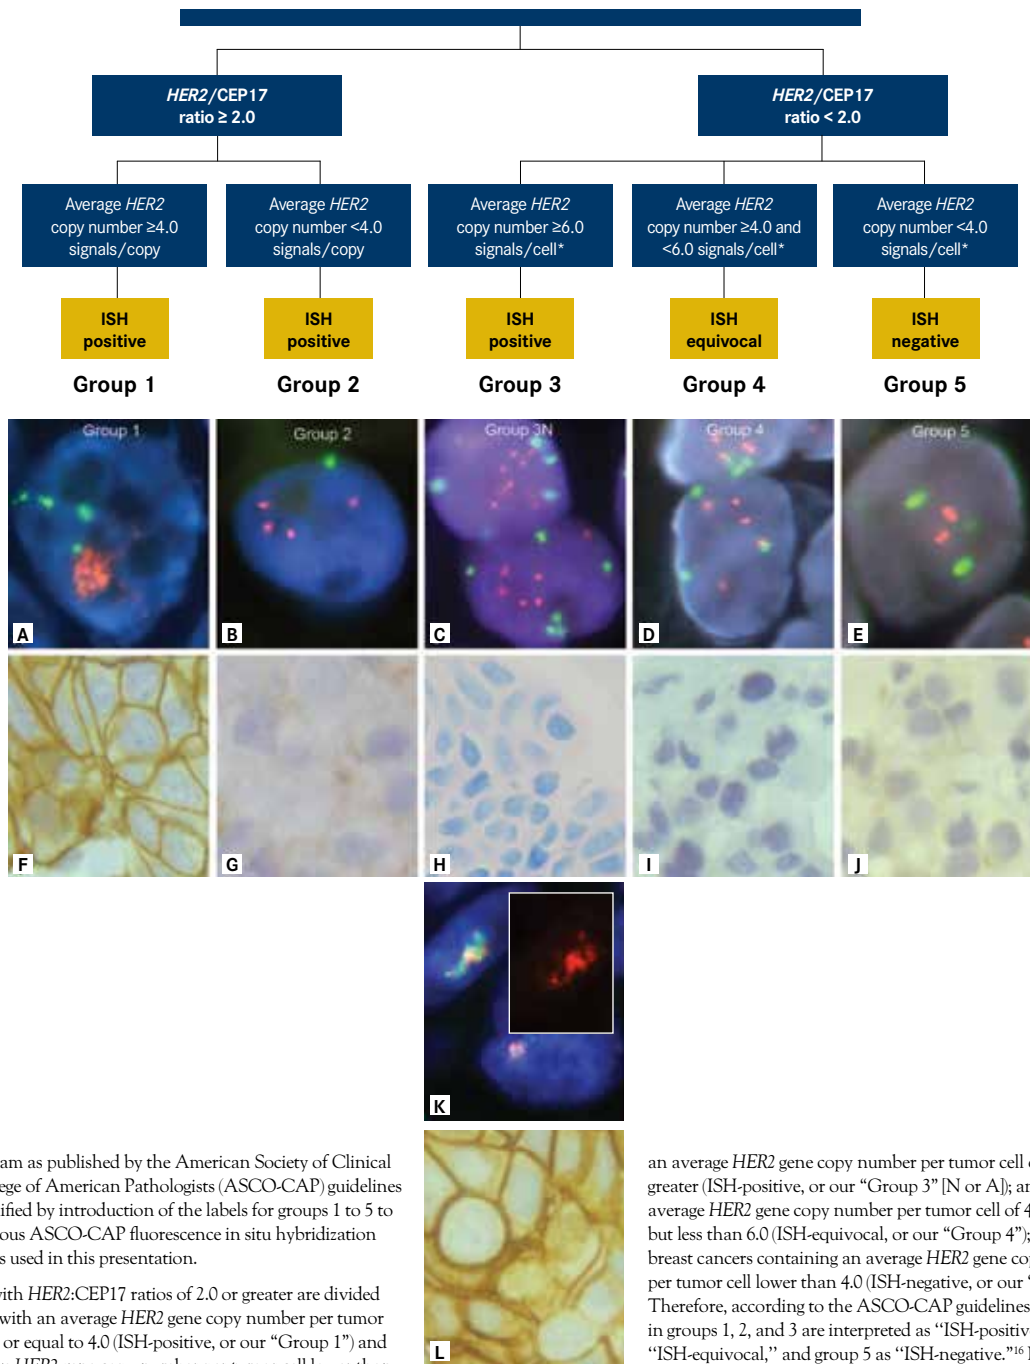 HER2/CEP17
ratio ≥ 2.0
HER2/CEP17
ratio < 2.0
Average HER2
copy number ≥4.0
signals/copy
Average HER2
copy number <4.0
signals/copy
Average HER2
copy number ≥6.0
signals/cell*
Average HER2
copy number ≥4.0 and
<6.0 signals/cell*
Average HER2
copy number <4.0
signals/cell*
ISH
positive
ISH
positive
ISH
positive
ISH
equivocal
ISH
negative
Group 1
Group 2
Group 3
Group 4
Group 5
Group 1
Group 2
Group 3N
Group 4
Group 5
A
B
C
D
E
F
G
H
I
J
K
L
am as published by the American Society of Clinical
ege of American Pathologists (ASCO-CAP) guidelines
ified by introduction of the labels for groups 1 to 5 to
ous ASCO-CAP fluorescence in situ hybridization
s used in this presentation.
with HER2:CEP17 ratios of 2.0 or greater are divided
with an average HER2 gene copy number per tumor
or equal to 4.0 (ISH-positive, or our “Group 1”) and
an average HER2 gene copy number per tumor cell
greater (ISH-positive, or our “Group 3” [N or A]); an
average HER2 gene copy number per tumor cell of 4
but less than 6.0 (ISH-equivocal, or our “Group 4”);
breast cancers containing an average HER2 gene co
per tumor cell lower than 4.0 (ISH-negative, or our “
Therefore, according to the ASCO-CAP guidelines
in groups 1, 2, and 3 are interpreted as ‘‘ISH-positiv
‘‘ISH-equivocal,’’ and group 5 as ‘‘ISH-negative.”16